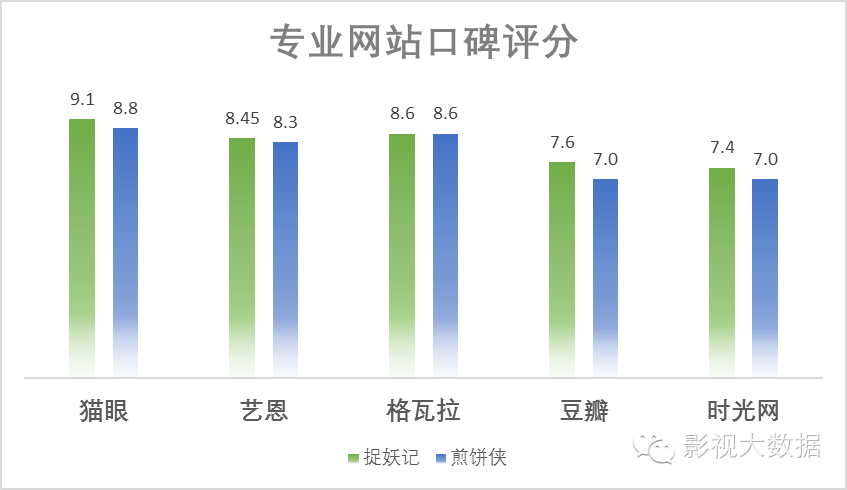 专业网站口碑评分
9.1 8.8 8.45 8.3 8.6 8.6 7.6 7.0 7.4 7.0
猫眼 艺恩 格瓦拉 豆瓣 时光网
捉妖记 煎饼侠
影视大数据